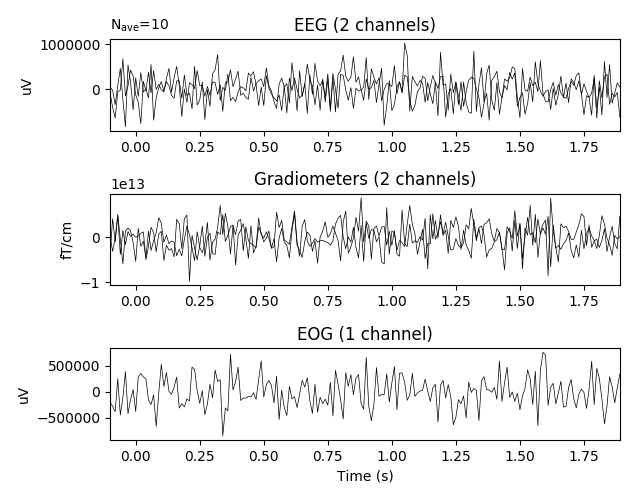 N_ave=10 EEG (2 channels)
1000000
0
uV
0.00 0.25 0.50 0.75 1.00 1.25 1.50 1.75
1e13 Gradiometers (2 channels)
0
−1
fT/cm
0.00 0.25 0.50 0.75 1.00 1.25 1.50 1.75
EOG (1 channel)
500000
0
−500000
uV
0.00 0.25 0.50 0.75 1.00 1.25 1.50 1.75
Time (s)